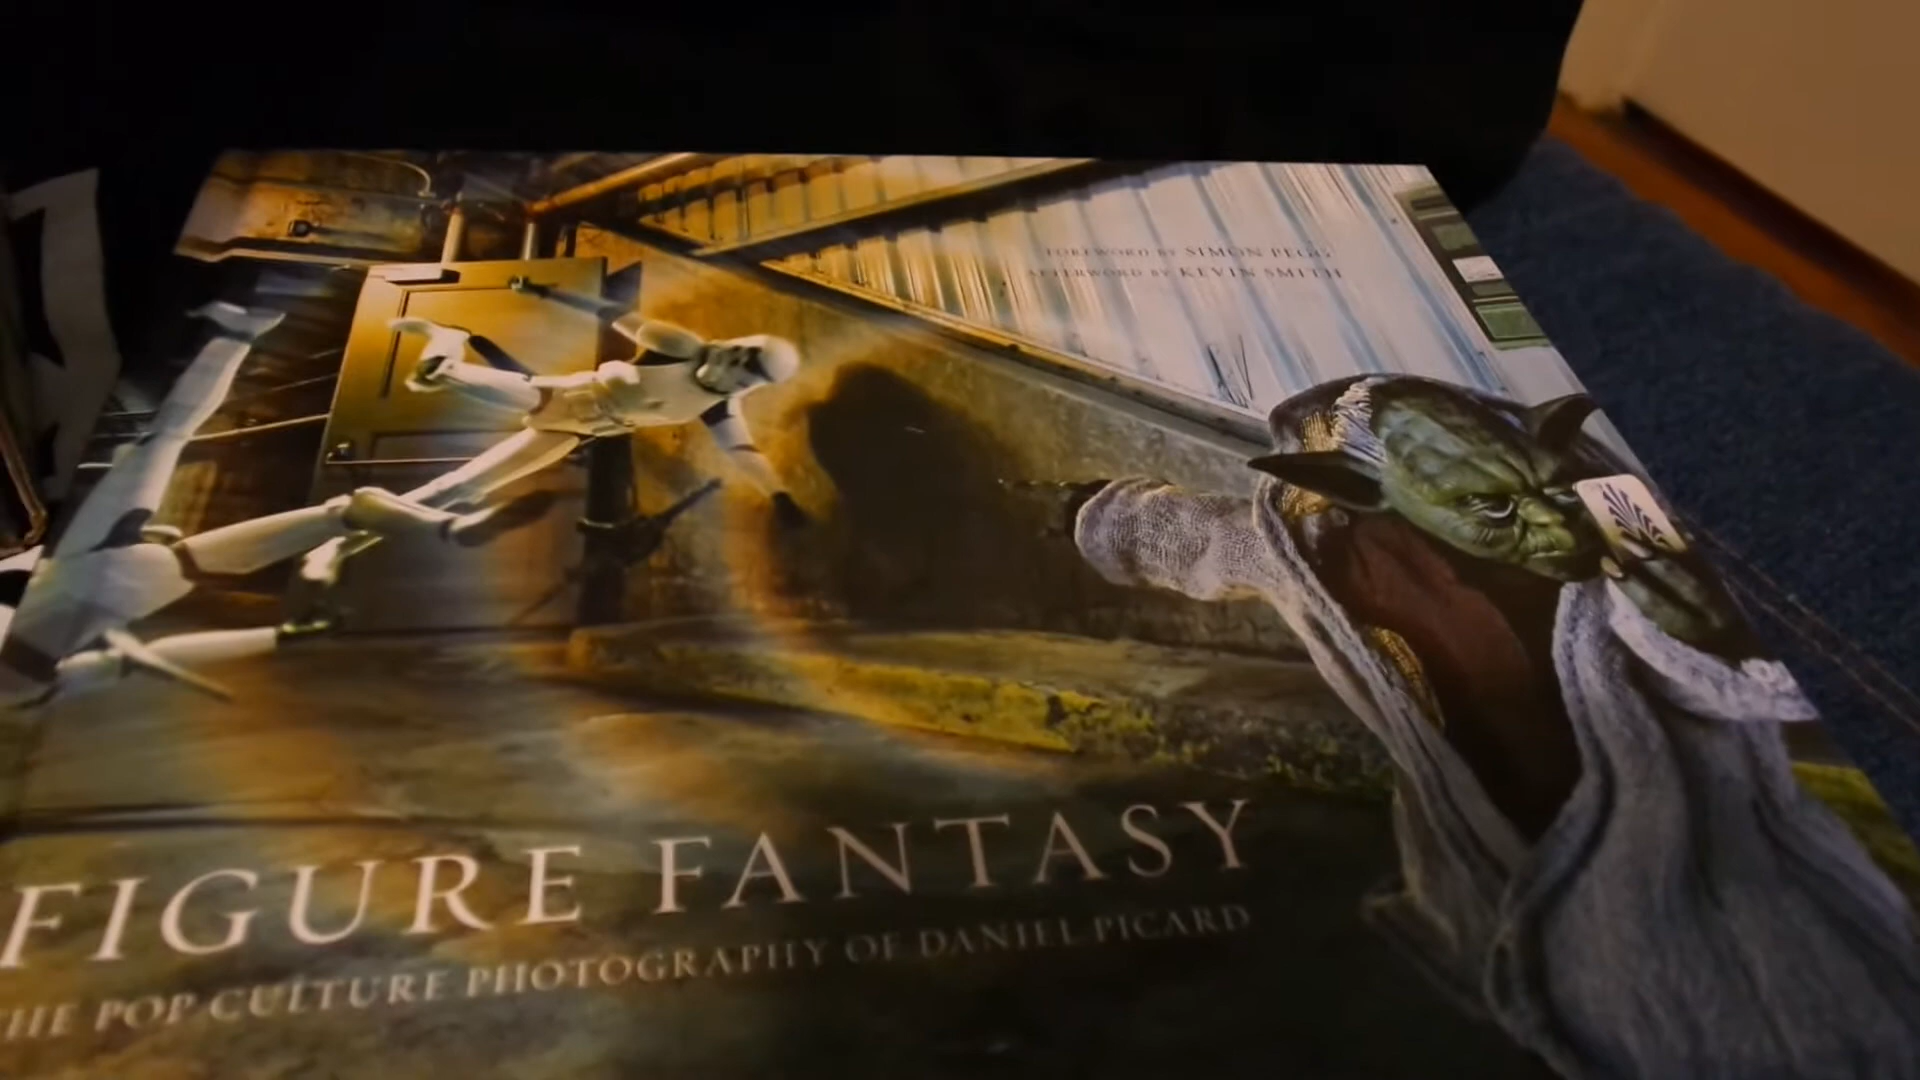 FOREWORD BY SIMON PEGG
AFTERWORD BY KEVIN SMITH
FIGURE FANTASY
THE POP CULTURE PHOTOGRAPHY OF DANIEL PICARD